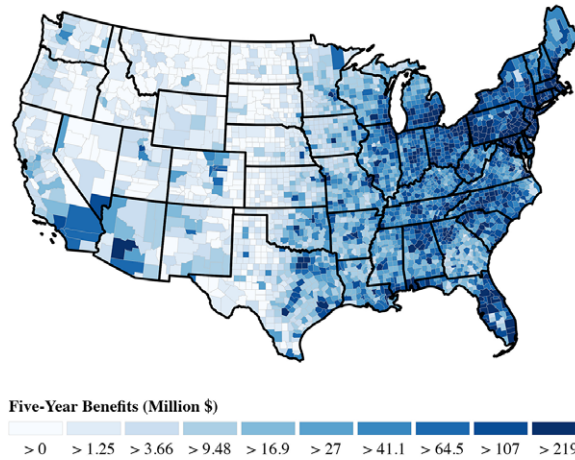 Five-Year Benefits (Million $)
> 0 > 1.25 > 3.66 > 9.48 > 16.9 > 27 > 41.1 > 64.5 > 107 > 219